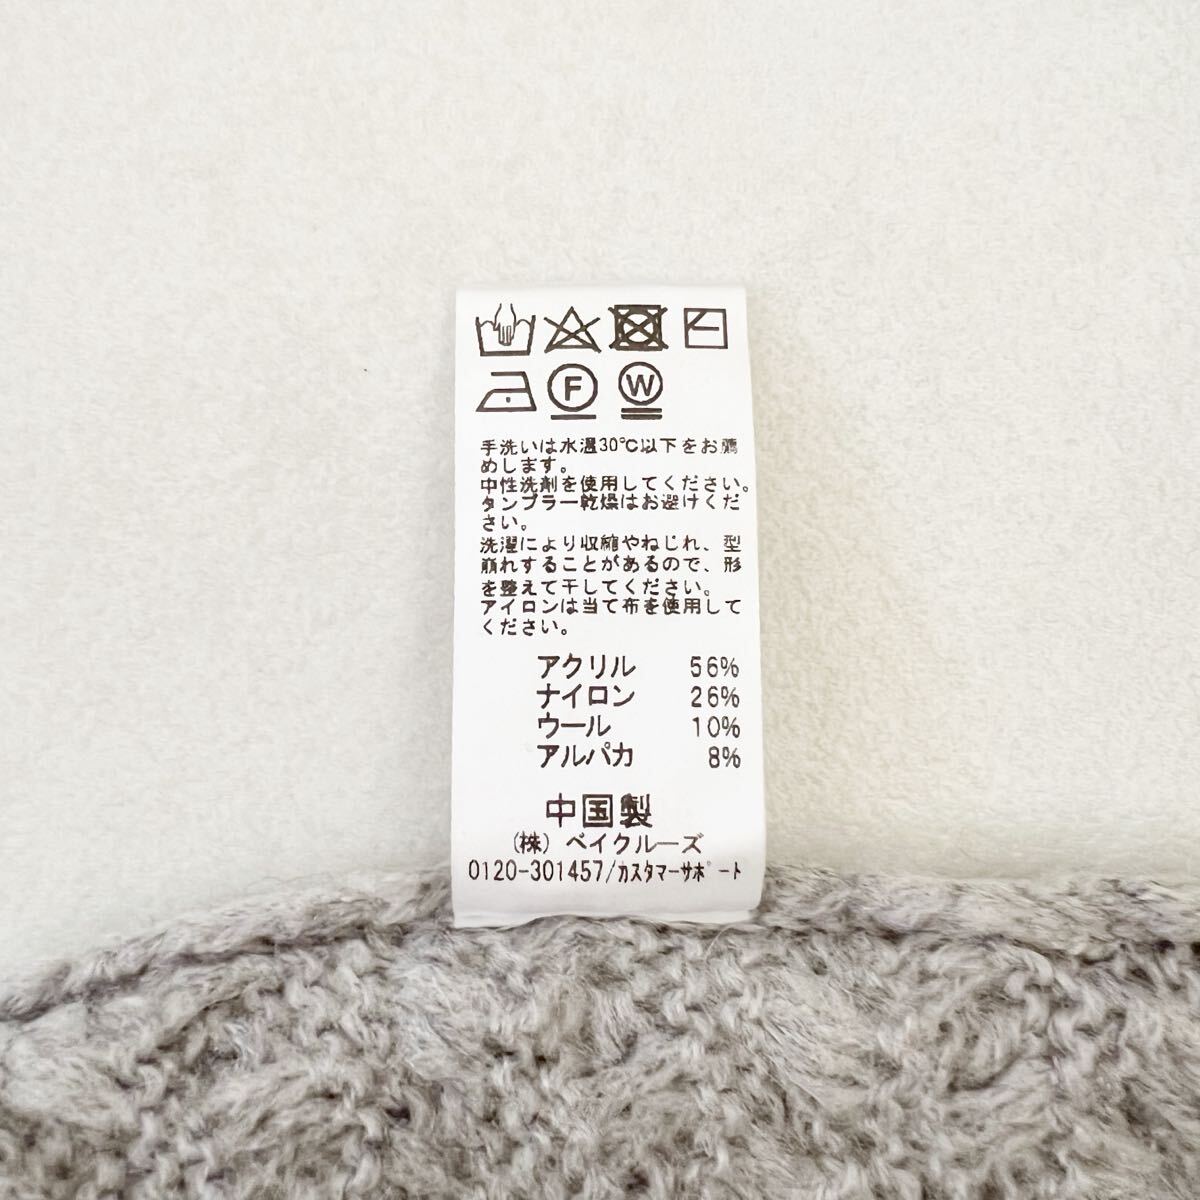 F W
手洗いは水温30℃以下をお薦
めします。
中性洗剤を使用してください。
タンブラー乾燥はお避けくだ
さい。
洗濯により収縮やねじれ、型
崩れすることがあるので、形
を整えて干してください。
アイロンは当て布を使用して
ください。
アクリル 56%
ナイロン 26%
ウール 10%
アルパカ 8%
中国製
(株) ベイクルーズ
0120-301457/カスタマーサポート